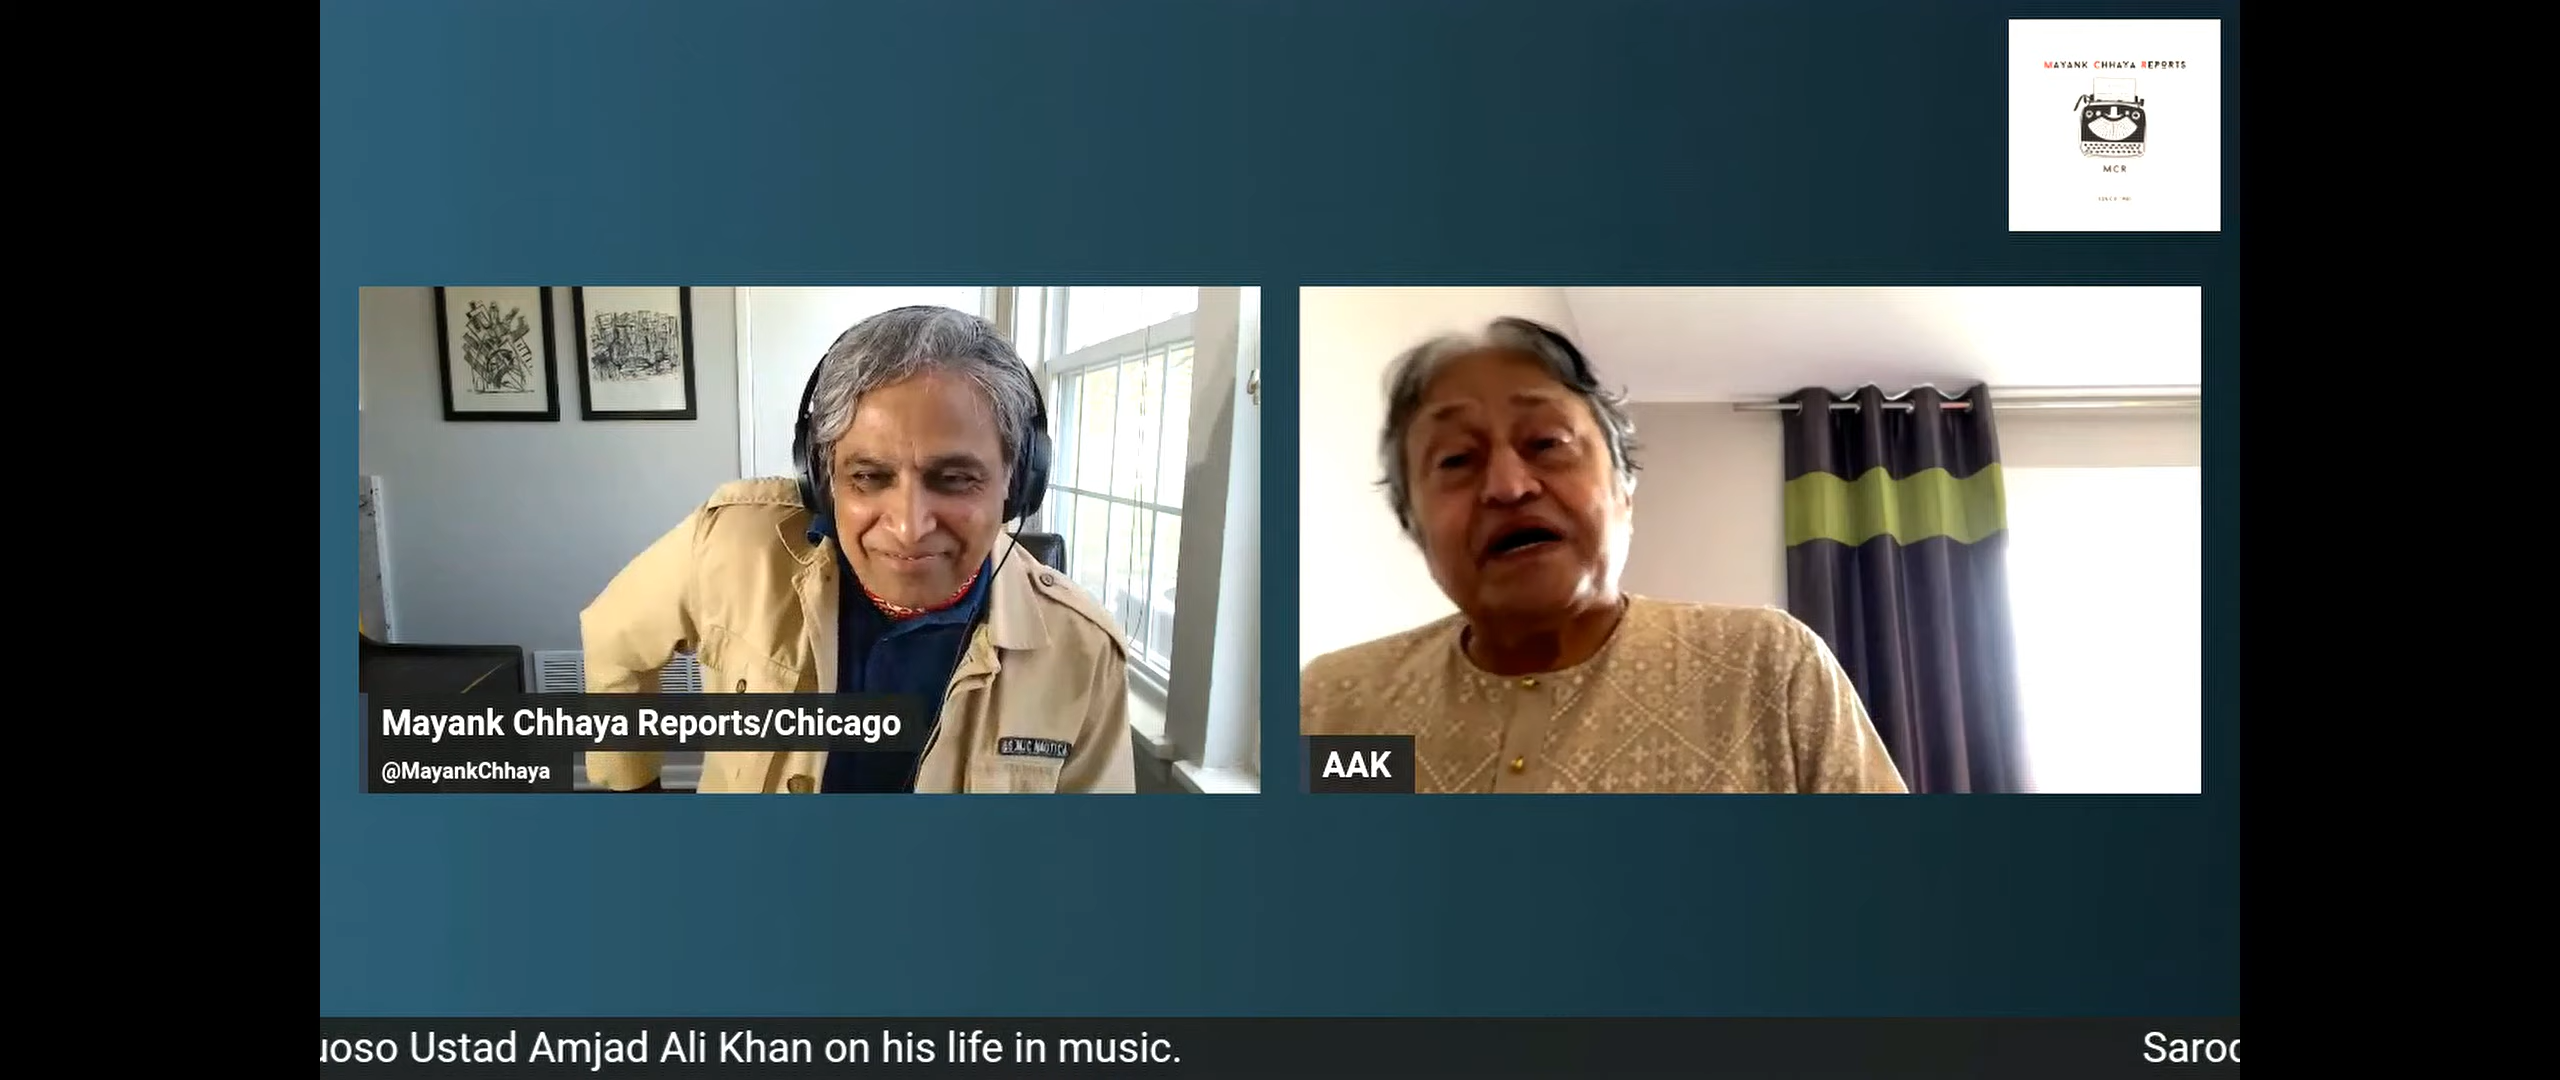 MAYANK CHHAYA REPORTS
MCR
Mayank Chhaya Reports/Chicago
@MayankChhaya
AAK
uoso Ustad Amjad Ali Khan on his life in music.
Sarod